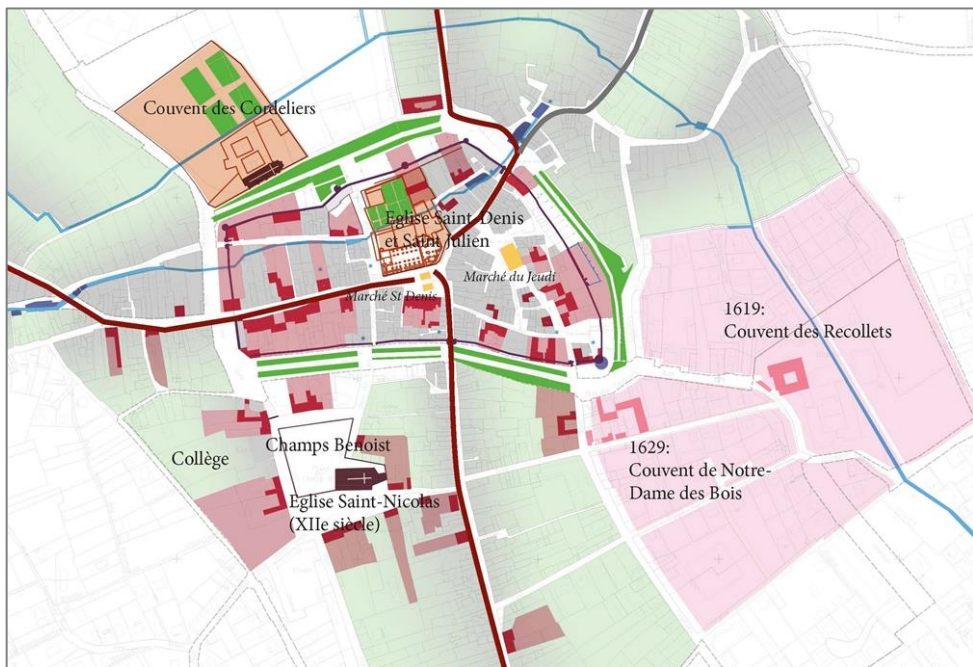 Couvent des Cordeliers
Eglise Saint-Denis
et Saint Julien
Marché du Jeudi
Marché St Denis
1619:
Couvent des Recollets
1629:
Couvent de Notre-
Dame des Bois
Champs Benoist
Collège
Eglise Saint-Nicolas
(XIIe siècle)